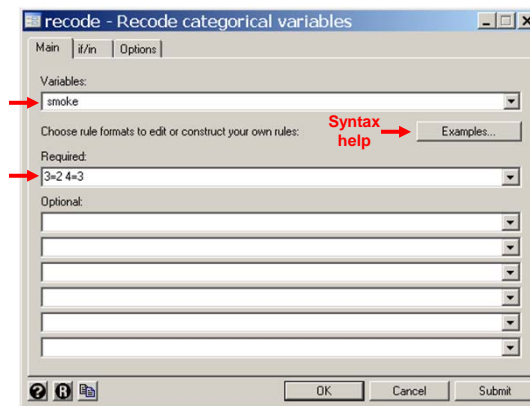 recode - Recode categorical variables
Main if/in Options
Variables:
smoke
Choose rule formats to edit or construct your own rules:
Syntax help
Examples...
Required:
3=2 4=3
Optional:
? R
OK Cancel Submit